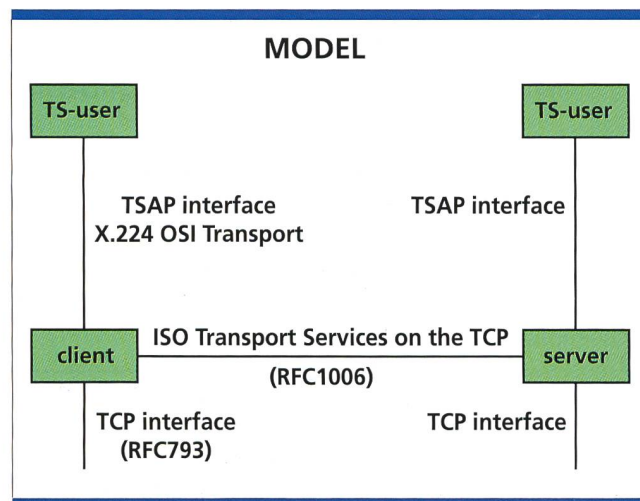 MODEL
TS-user
TS-user
TSAP interface
X.224 OSI Transport
TSAP interface
client
ISO Transport Services on the TCP
(RFC1006)
server
TCP interface
(RFC793)
TCP interface